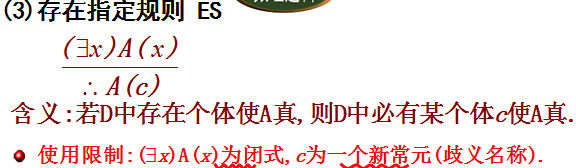 (3)存在指定规则 ES
(∃x)A(x)
∴ A(c)
含义:若D中存在个体使A真,则D中必有某个体c使A真.
使用限制:(∃x)A(x)为闭式,c为一个新常元(歧义名称).